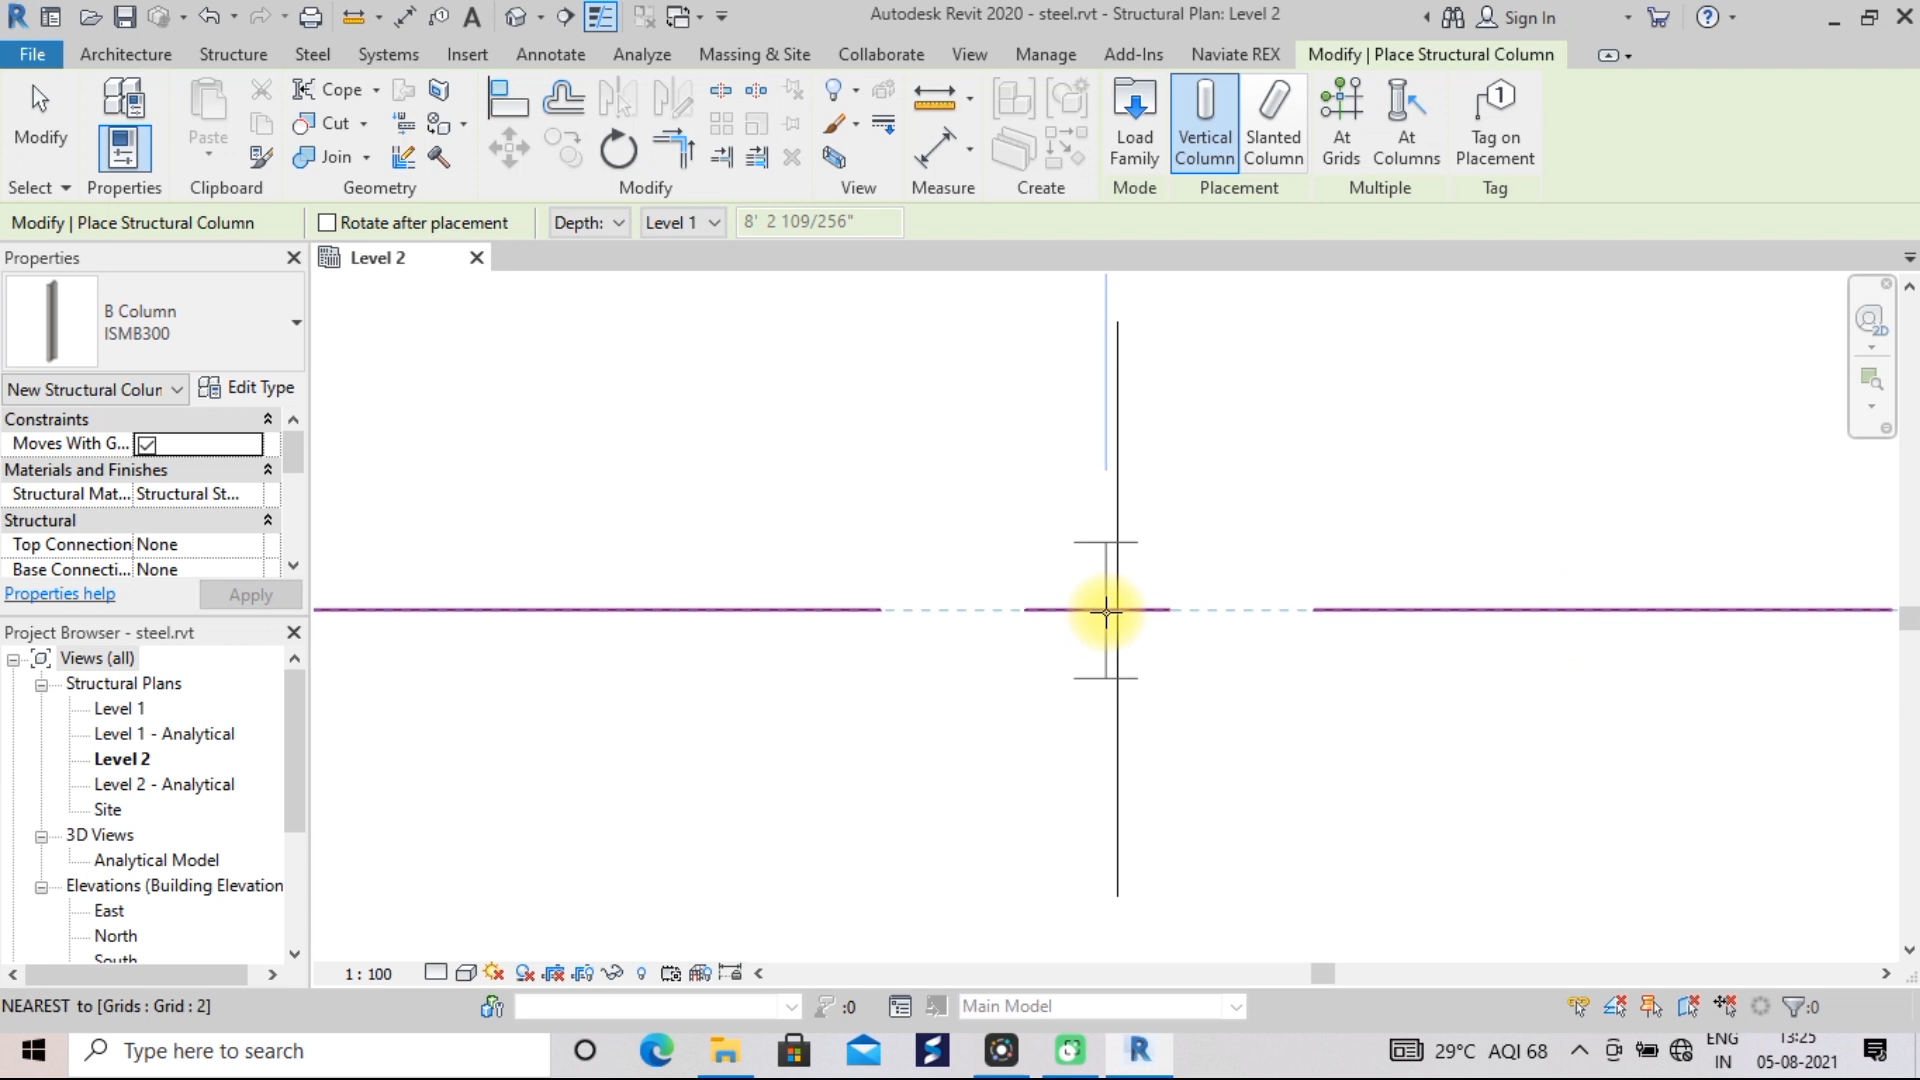 Autodesk Revit 2020 - steel.rvt - Structural Plan: Level 2
Sign In
File Architecture Structure Steel Systems Insert Annotate Analyze Massing & Site Collaborate View Manage Add-Ins Naviate REX Modify | Place Structural Column
Modify
Paste
Cope
Cut
Join
Load Family
Vertical Column
Slanted Column
At Grids
At Columns
Tag on Placement
Select Properties Clipboard Geometry Modify View Measure Create Mode Placement Multiple Tag
Modify | Place Structural Column
Rotate after placement
Depth:
Level 1
8' 2 109/256"
Properties
Level 2
B Column
ISMB300
New Structural Colur
Edit Type
Constraints
Moves With G...
Materials and Finishes
Structural Mat... Structural St...
Structural
Top Connection None
Base Connecti... None
Properties help
Apply
Project Browser - steel.rvt
Views (all)
Structural Plans
Level 1
Level 1 - Analytical
Level 2
Level 2 - Analytical
Site
3D Views
Analytical Model
Elevations (Building Elevation
East
North
South
2D
1 : 100
NEAREST to [Grids : Grid : 2]
:0
Main Model
:0
Type here to search
29°C AQI 68
ENG
IN
13:25
05-08-2021